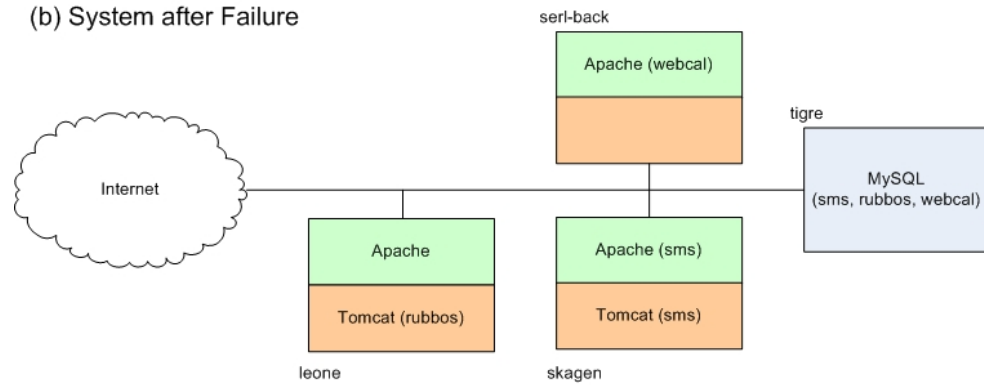 (b) System after Failure
serl-back
Apache (webcal)
tigre
Internet
MySQL
(sms, rubbos, webcal)
Apache
Apache (sms)
Tomcat (rubbos)
Tomcat (sms)
leone
skagen